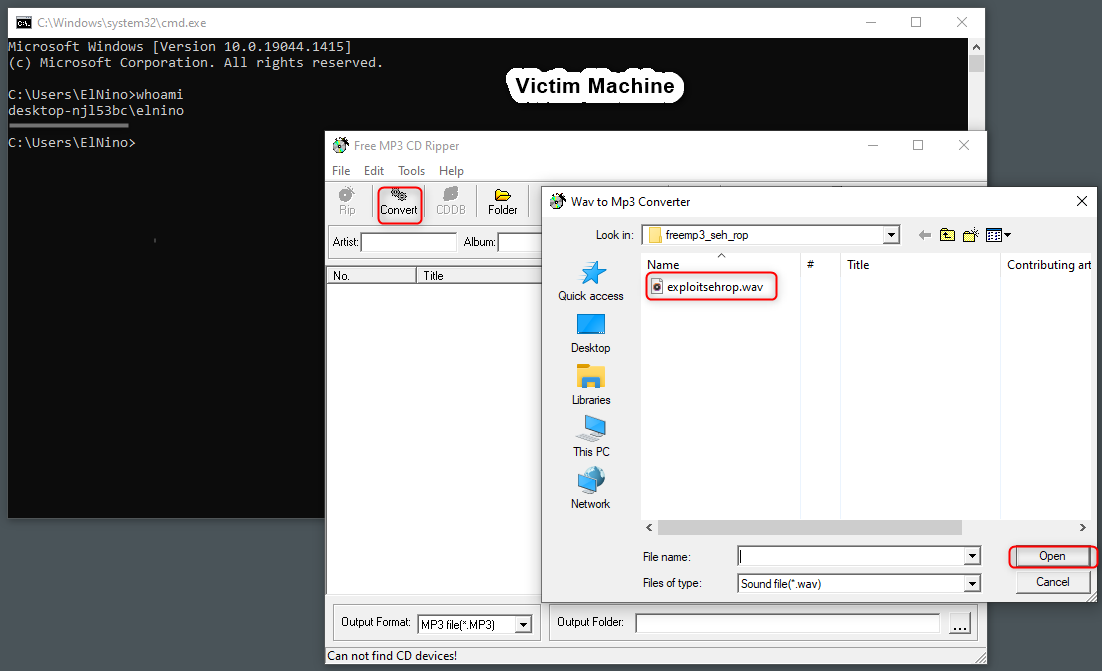 C:\Windows\system32\cmd.exe
Microsoft Windows [Version 10.0.19044.1415]
(c) Microsoft Corporation. All rights reserved.
C:\Users\ElNino>whoami
desktop-njl53bc\elnino
C:\Users\ElNino>
Victim Machine
Free MP3 CD Ripper
File Edit Tools Help
Rip Convert CDDB Folder
Artist: Album:
No. Title
Wav to Mp3 Converter
Look in: freemp3_seh_rop
Name # Title Contributing art
exploitsehrop.wav
Quick access
Desktop
Libraries
This PC
Network
File name: Open
Files of type: Sound file(*.wav) Cancel
Output Format: MP3 file(*.MP3) Output Folder: ...
Can not find CD devices!